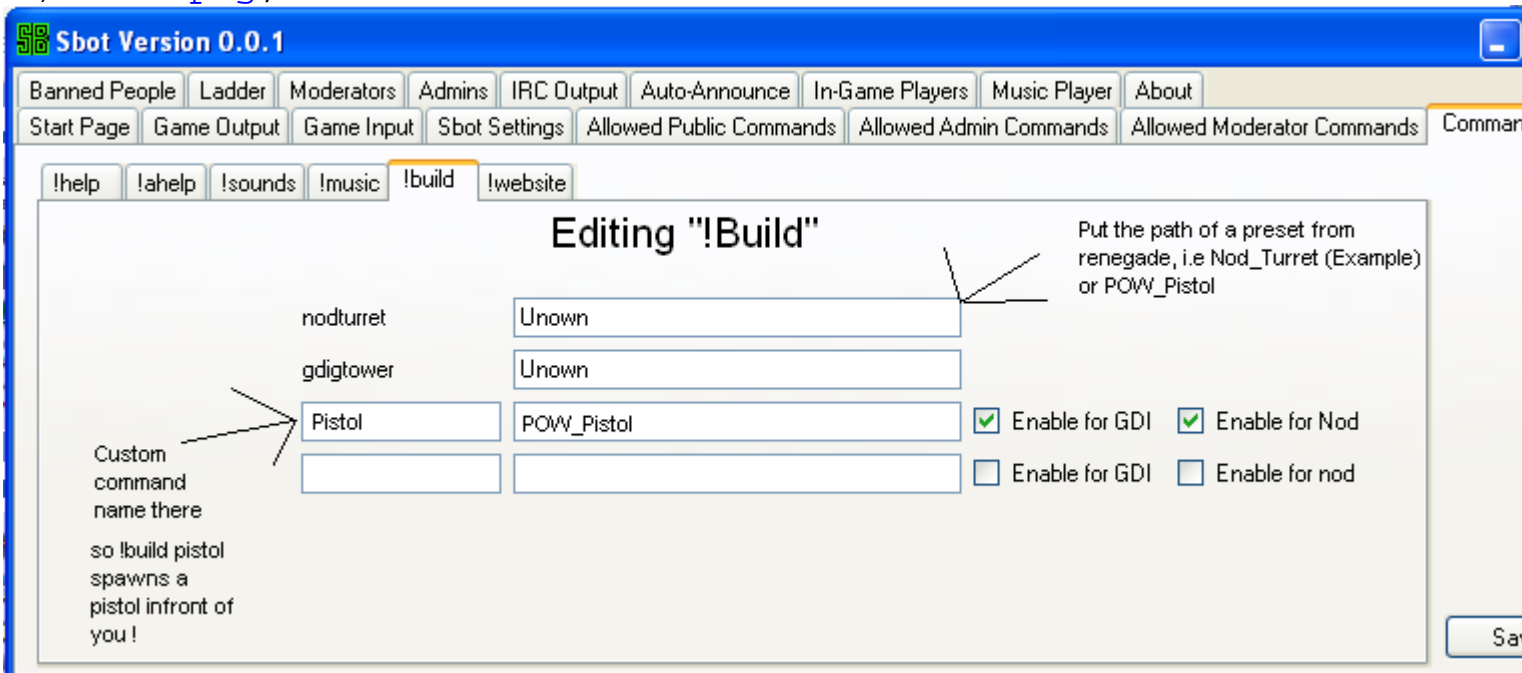 Sbot Version 0.0.1
Banned People Ladder Moderators Admins IRC Output Auto-Announce In-Game Players Music Player About
Start Page Game Output Game Input Sbot Settings Allowed Public Commands Allowed Admin Commands Allowed Moderator Commands Comman
!help !ahelp !sounds !music !build !website
Editing "!Build"
Put the path of a preset from
renegade, i.e Nod_Turret (Example)
or POW_Pistol
nodturret Unown
gdigtower Unown
Pistol POW_Pistol Enable for GDI Enable for Nod
Enable for GDI Enable for nod
Custom
command
name there
so !build pistol
spawns a
pistol infront of
you !
Sav